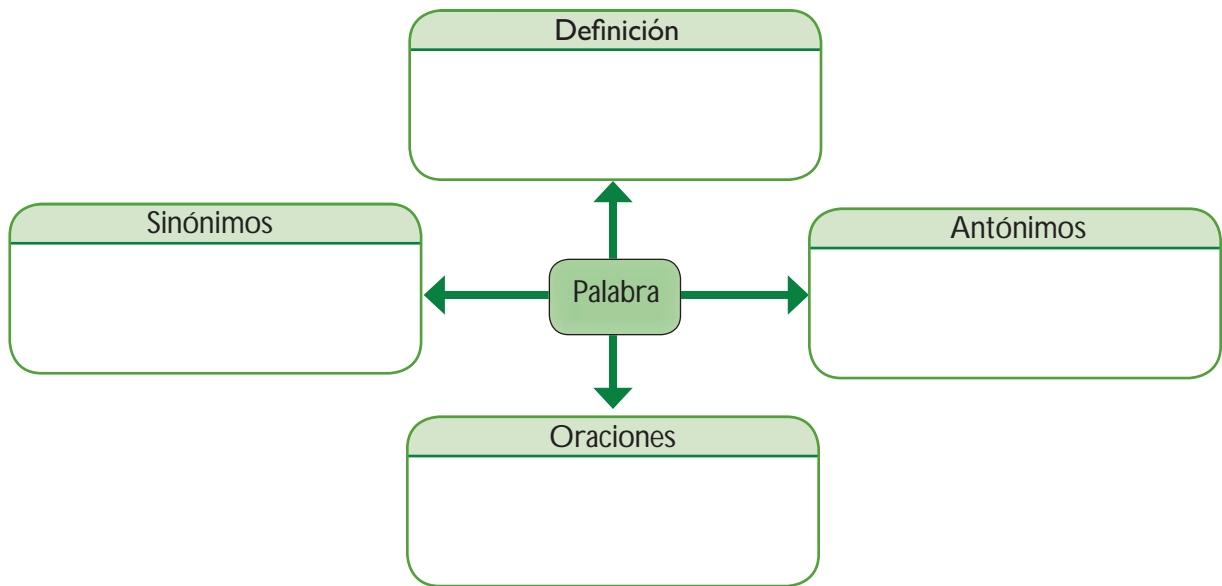 Definición
Sinónimos
Antónimos
Palabra
Oraciones